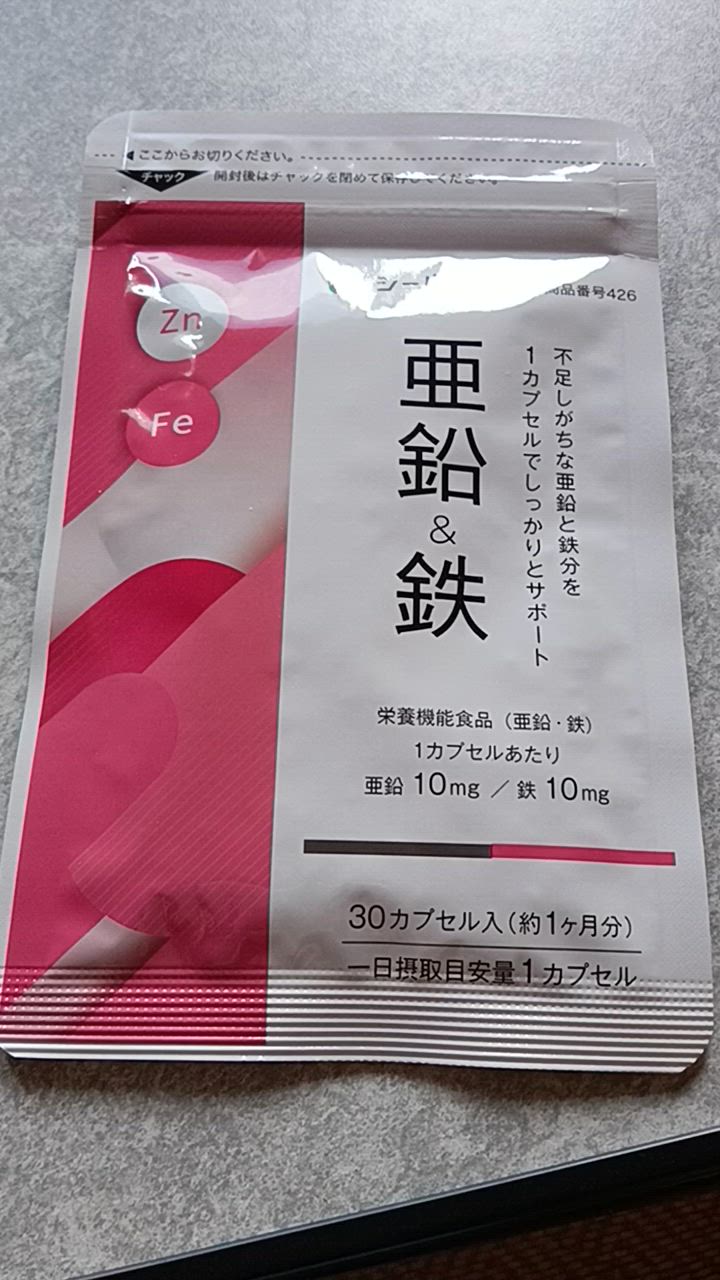 ここからお切りください。
チャック
開封後はチャックを閉めて保存してください。
Zn
Fe
シー
商品番号426
不足しがちな亜鉛と鉄分を
1カプセルでしっかりとサポート
亜鉛
&
鉄
栄養機能食品（亜鉛・鉄）
1カプセルあたり
亜鉛 10mg ／ 鉄 10mg
30カプセル入（約1ヶ月分）
一日摂取目安量1カプセル